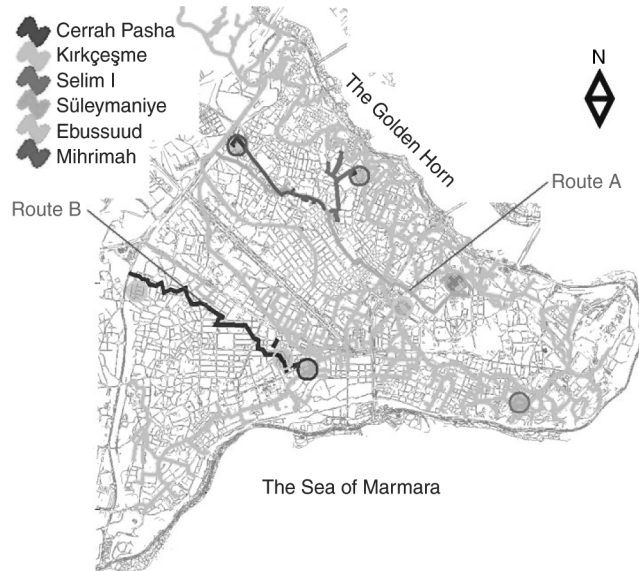 Cerrah Pasha
Kırkçeşme
Selim I
Süleymaniye
Ebussuud
Mihrimah
N
The Golden Horn
Route A
Route B
The Sea of Marmara